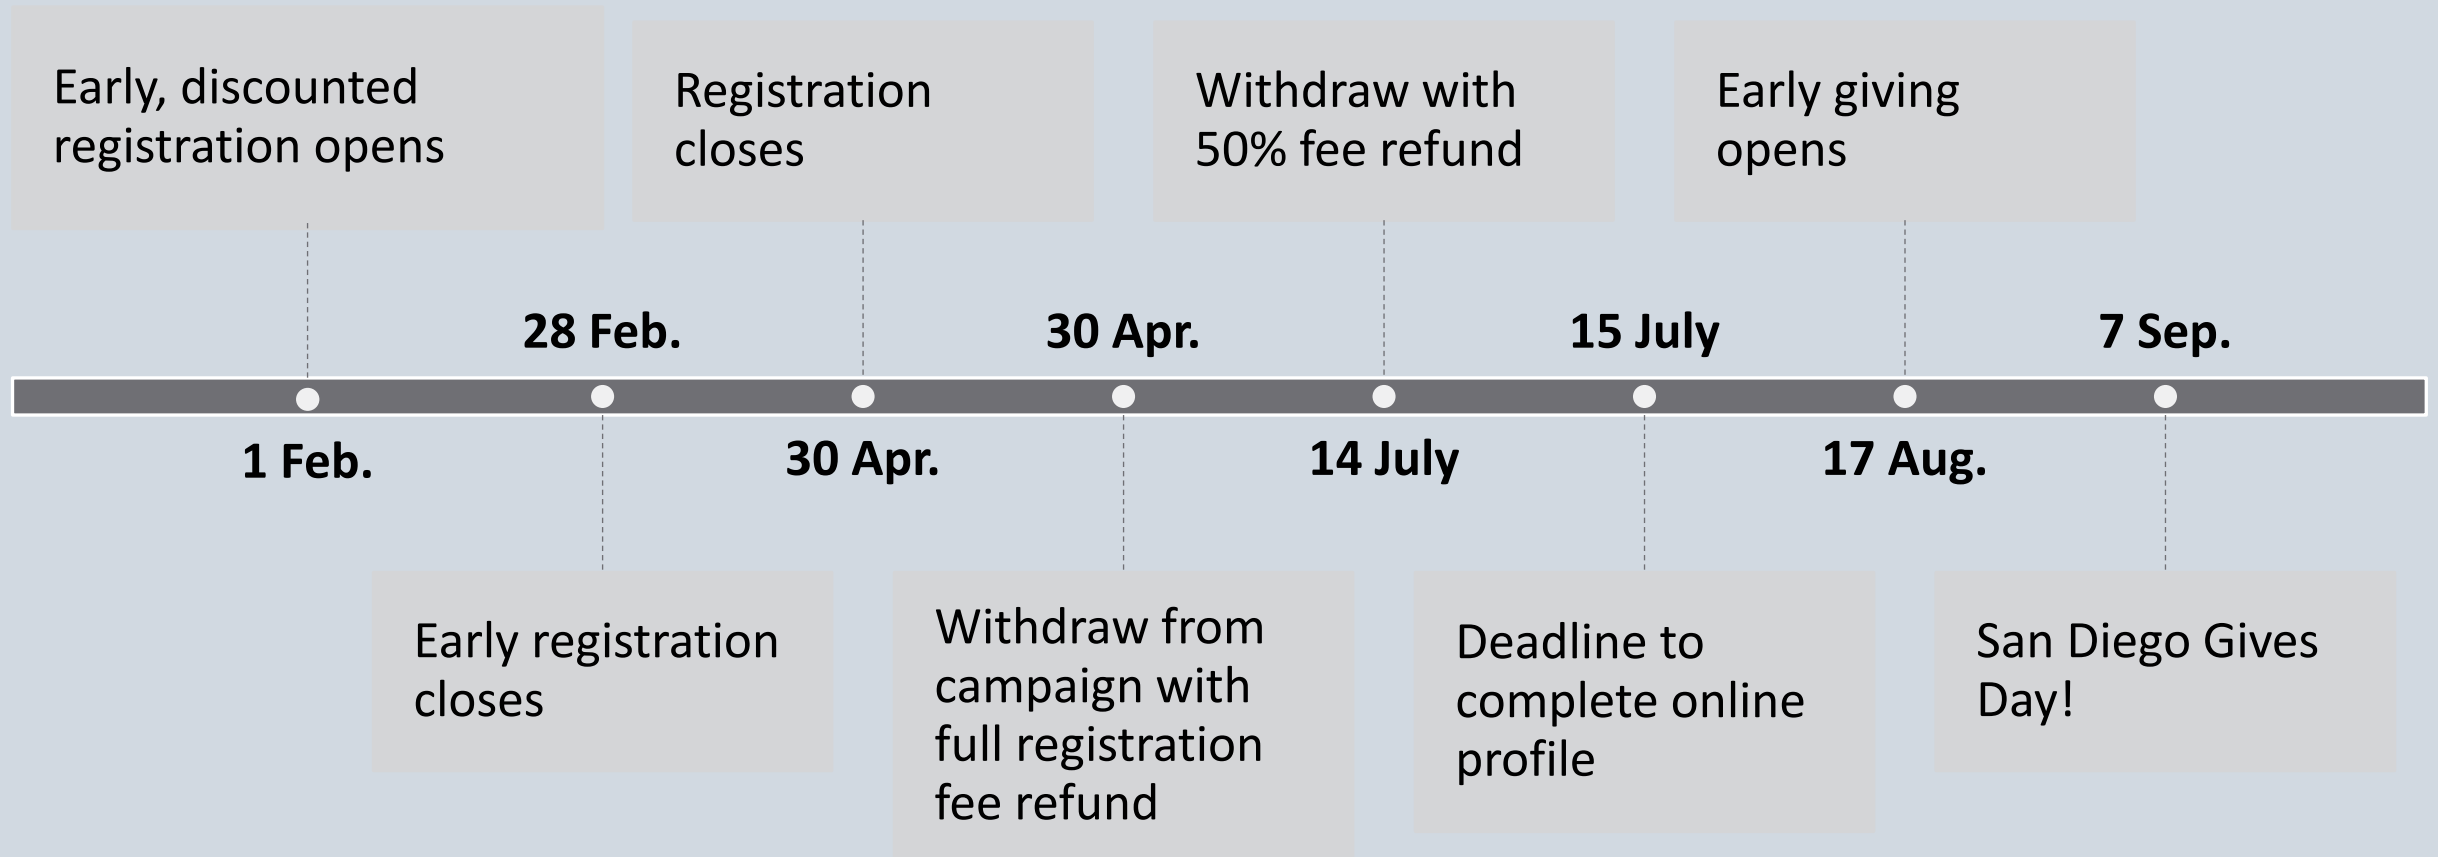 Early, discounted
registration opens
Registration
closes
Withdraw with
50% fee refund
Early giving
opens
28 Feb.
30 Apr.
15 July
7 Sep.
1 Feb.
30 Apr.
14 July
17 Aug.
Early registration
closes
Withdraw from
campaign with
full registration
fee refund
Deadline to
complete online
profile
San Diego Gives
Day!